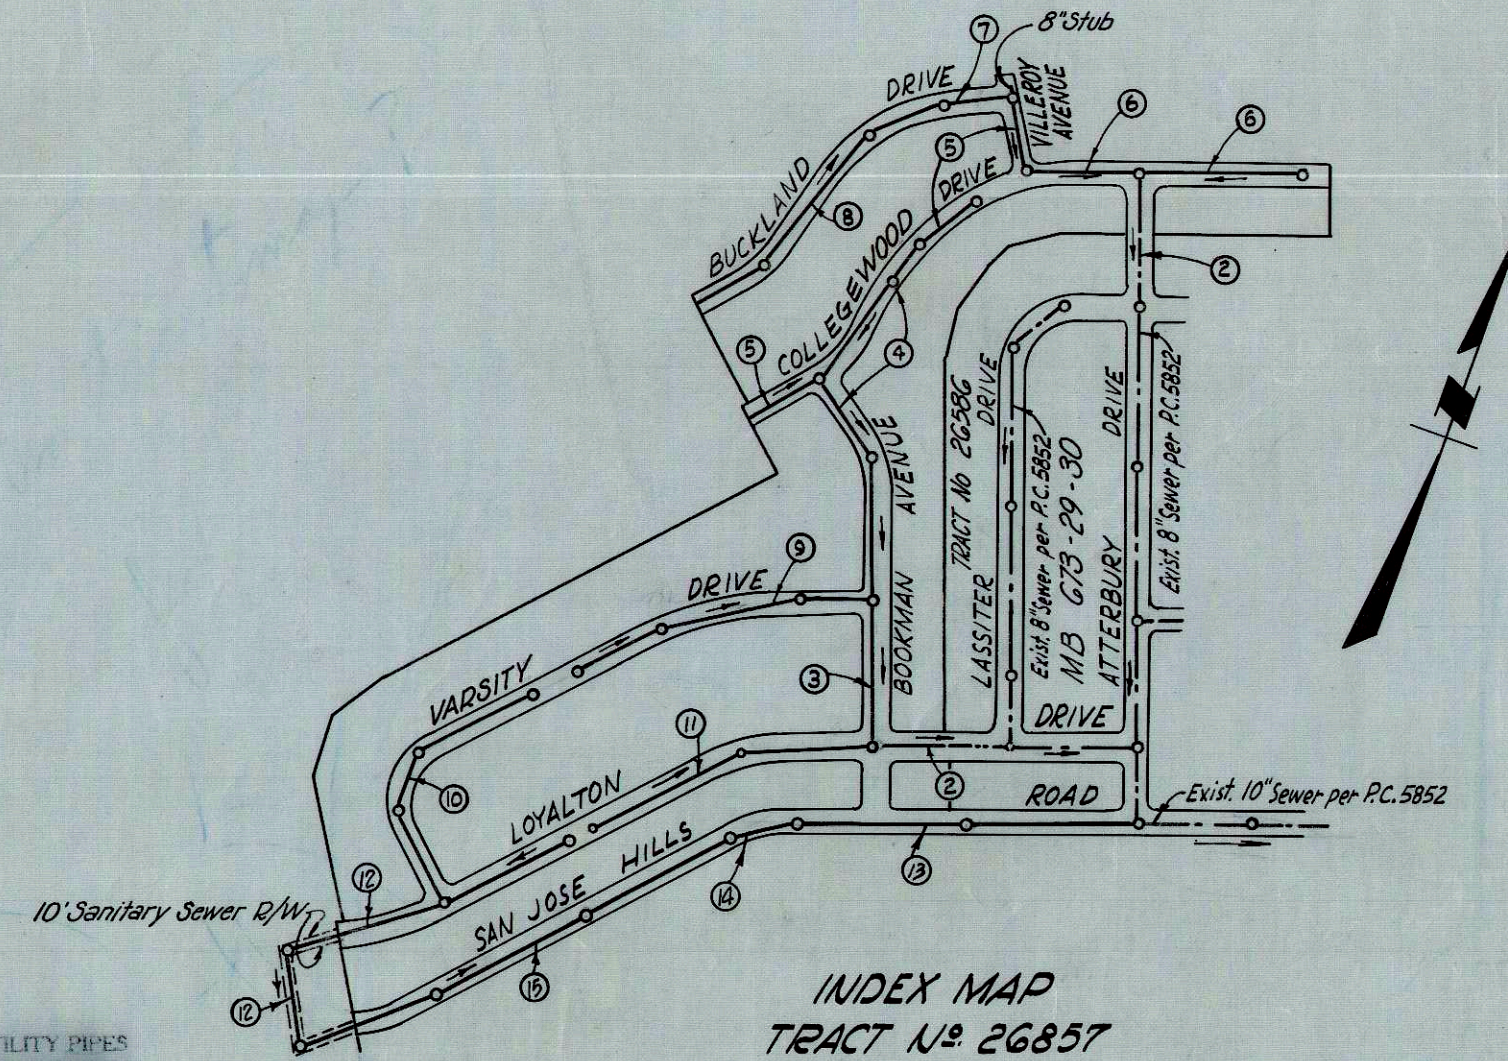 7
8"Stub
DRIVE
VILLEROY
AVENUE
6
6
5
BUCKLAND
DRIVE
8
COLLEGEWOOD
2
5
4
DRIVE
DRIVE
TRACT No 26586
Exist. 8"Sewer per P.C.5852
Exist. 8"Sewer per P.C.5852
MB 673-29-30
AVENUE
BOOKMAN
LASSITER
ATTERBURY
9
DRIVE
VARSITY
3
11
DRIVE
10
LOYALTON
2
ROAD
Exist. 10"Sewer per P.C.5852
HILLS
13
14
12
10'Sanitary Sewer R/W
SAN JOSE
15
12
INDEX MAP
TRACT No. 26857
ILITY PIPES